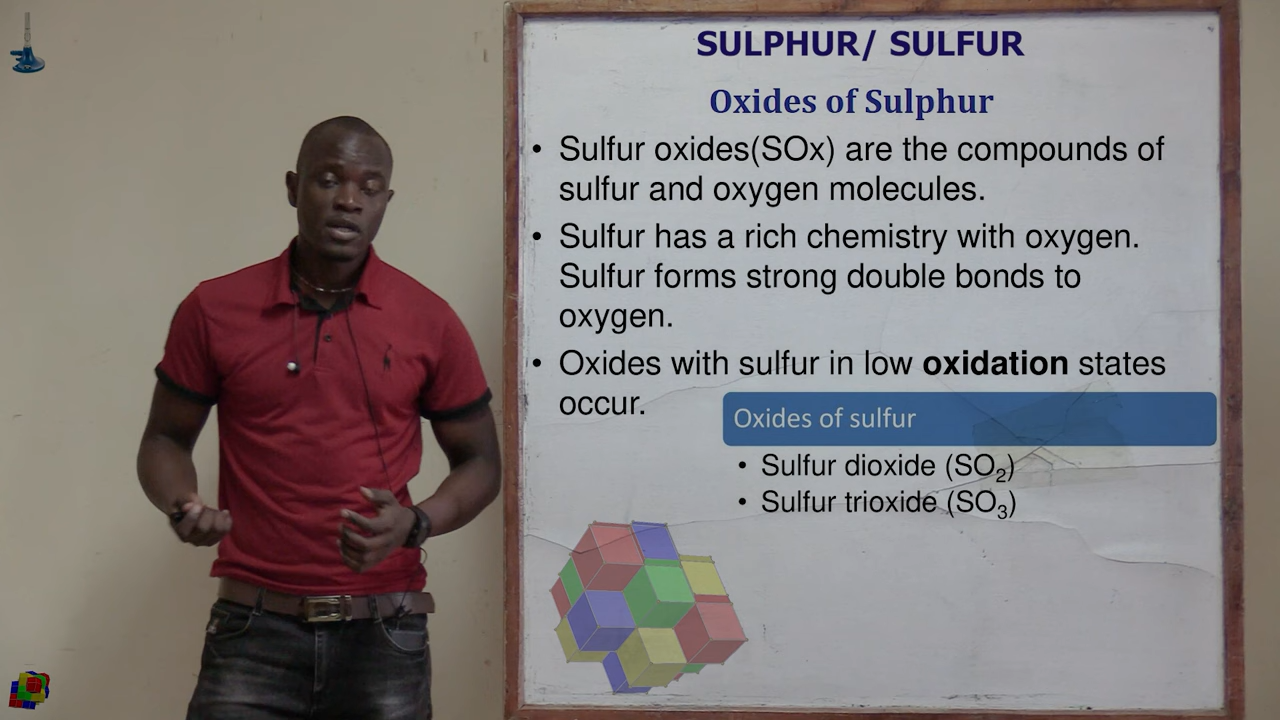 SULPHUR/ SULFUR
Oxides of Sulphur
• Sulfur oxides(SOx) are the compounds of
sulfur and oxygen molecules.
• Sulfur has a rich chemistry with oxygen.
Sulfur forms strong double bonds to
oxygen.
• Oxides with sulfur in low oxidation states
occur.
Oxides of sulfur
• Sulfur dioxide (SO₂)
• Sulfur trioxide (SO₃)